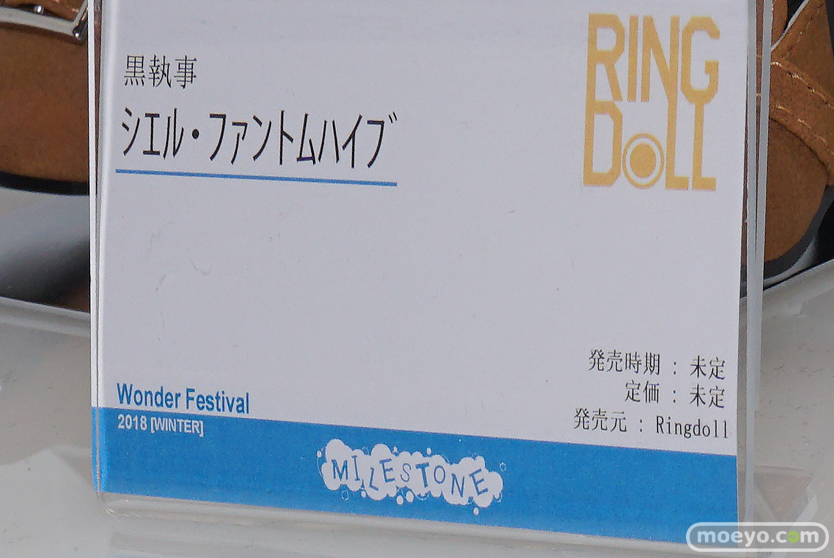 黒執事
シエル・ファントムハイブ
RING
DOLL
発売時期 : 未定
定価 : 未定
発売元 : Ringdoll
Wonder Festival
2018 [WINTER]
MILESTONE
moeyo.com